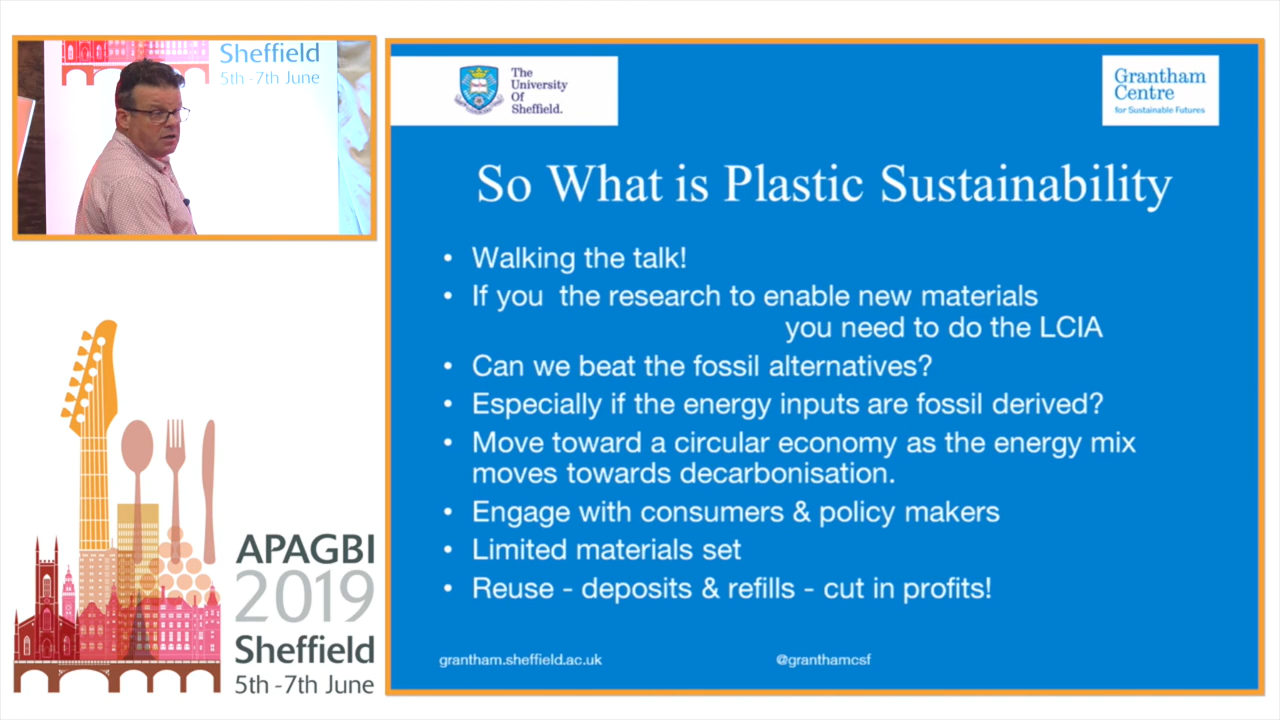 Sheffield
5th -7th June
The
University
Of
Sheffield.
Grantham
Centre
for Sustainable Futures
So What is Plastic Sustainability
• Walking the talk!
• If you  the research to enable new materials
you need to do the LCIA
• Can we beat the fossil alternatives?
• Especially if the energy inputs are fossil derived?
• Move toward a circular economy as the energy mix
moves towards decarbonisation.
• Engage with consumers & policy makers
• Limited materials set
• Reuse - deposits & refills - cut in profits!
grantham.sheffield.ac.uk
@granthamcsf
APAGBI
2019
Sheffield
5th -7th June